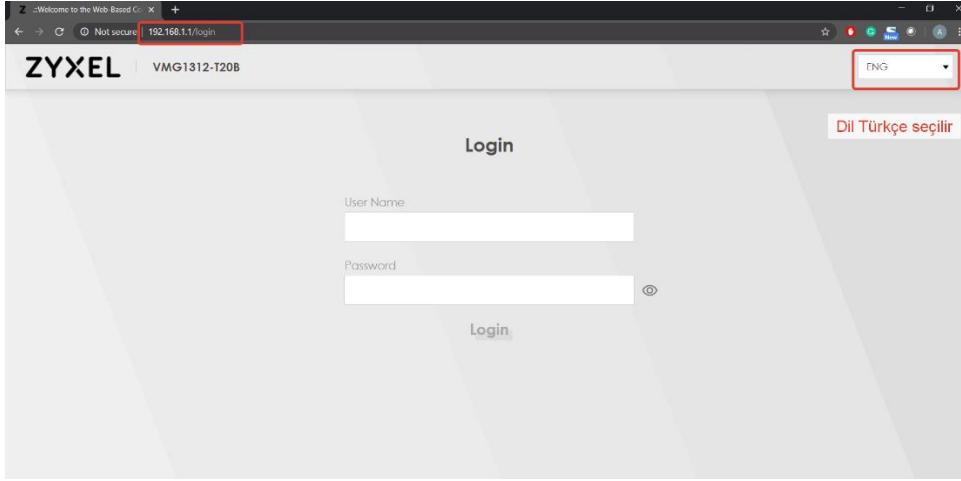 Z .::Welcome to the Web-Based Co
Not secure 192.168.1.1/login
New A
ZYXEL VMG1312-T20B ENG
Dil Türkçe seçilir
Login
User Name
Password
Login